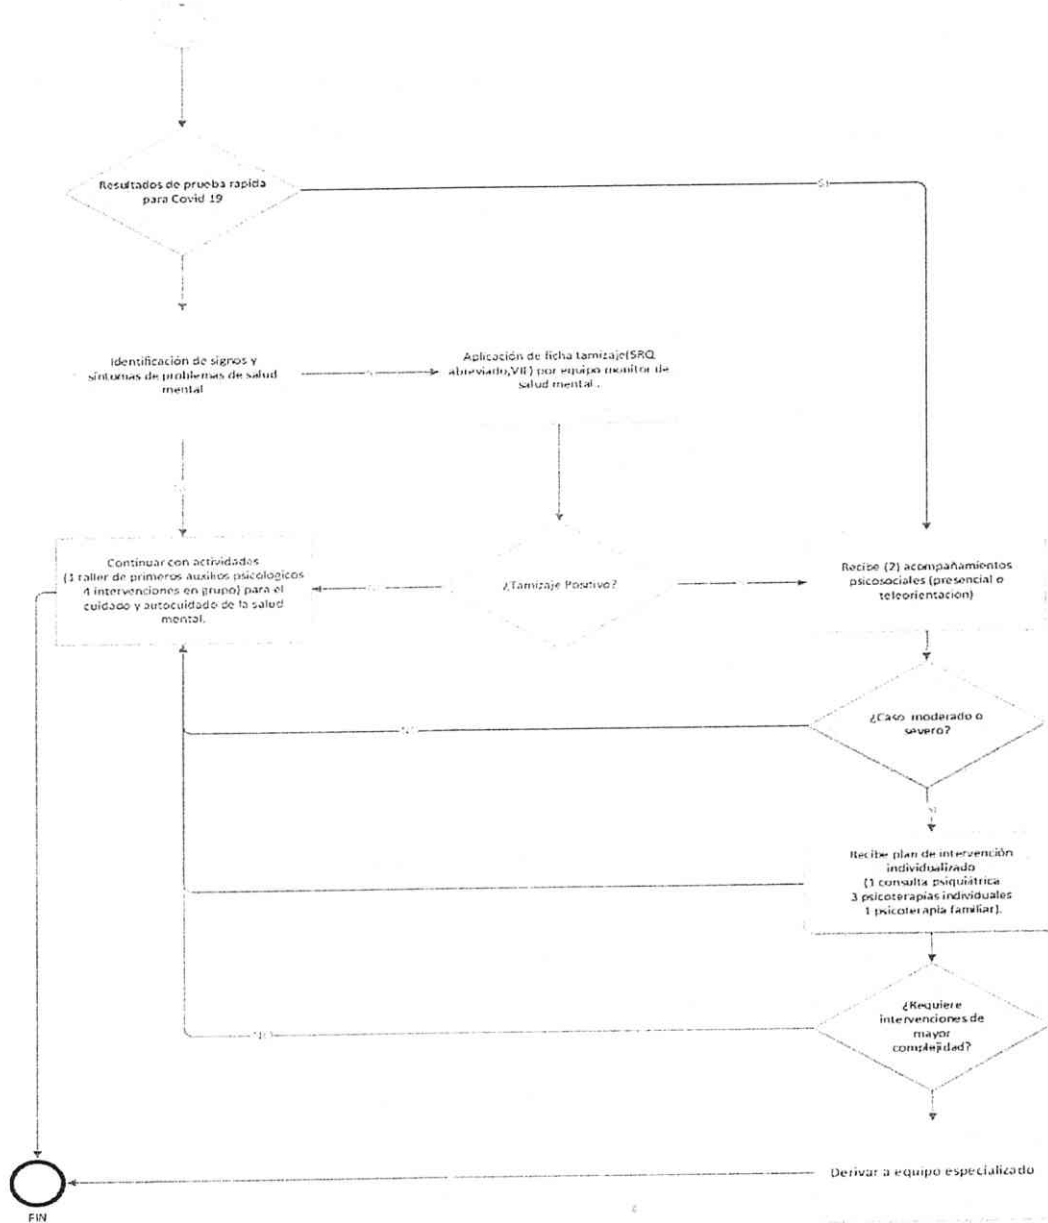 Resultados de prueba rapida
para Covid 19
SI
Identificación de signos y
síntomas de problemas de salud
mental
Aplicación de ficha tamizaje(SRQ
abreviado,VIF) por equipo monitor de
salud mental .
Continuar con actividades
(1 taller de primeros auxilios psicologicos
4 intervenciones en grupo) para el
cuidado y autocuidado de la salud
mental.
¿Tamizaje Positivo?
Recibe (2) acompañamientos
psicosociales (presencial o
teleorientación)
¿Caso moderado o
severo?
NO
SI
Recibe plan de intervención
individualizado
(1 consulta psiquiátrica
3 psicoterapias individuales
1 psicoterapia familiar).
¿Requiere
intervenciones de
mayor
complejidad?
NO
Derivar a equipo especializado
FIN